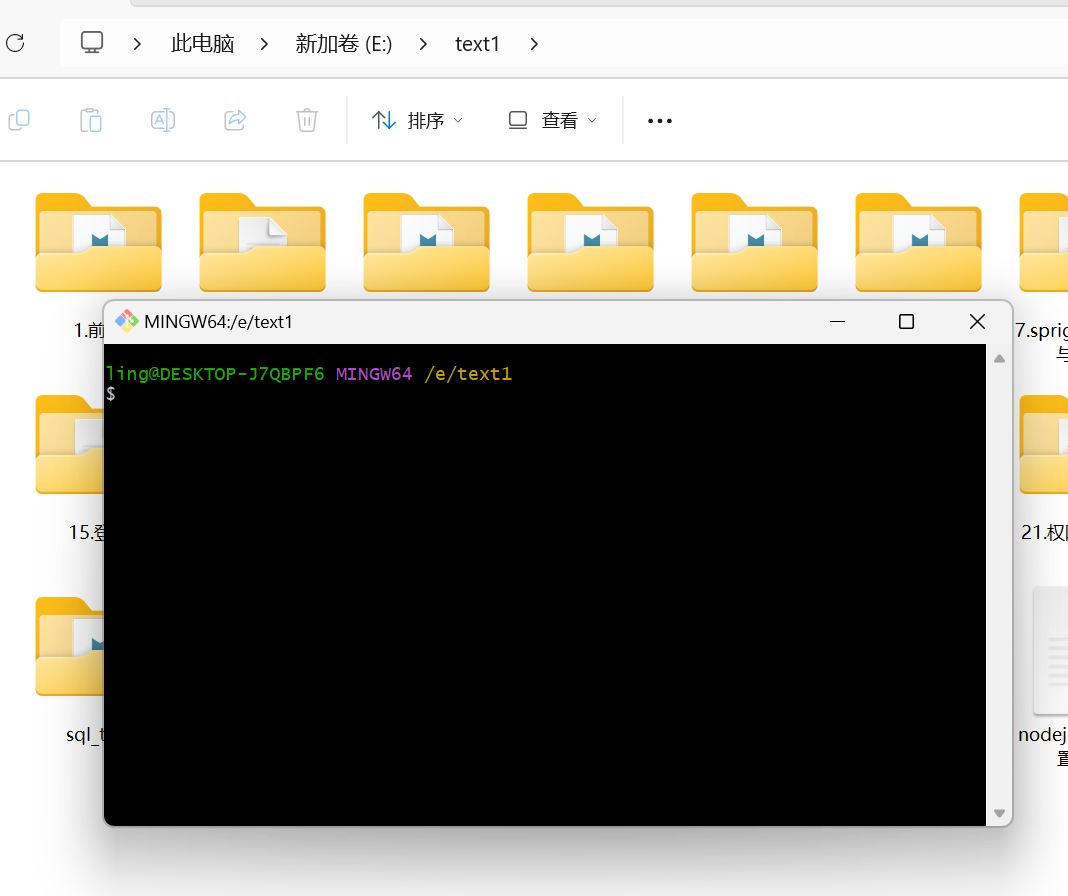 此电脑 新加卷 (E:) text1
排序 查看
1.前
7.sprig
与
MINGW64:/e/text1
ling@DESKTOP-J7QBPF6 MINGW64 /e/text1
$
15.登
21.权
sql_t
nodej
置